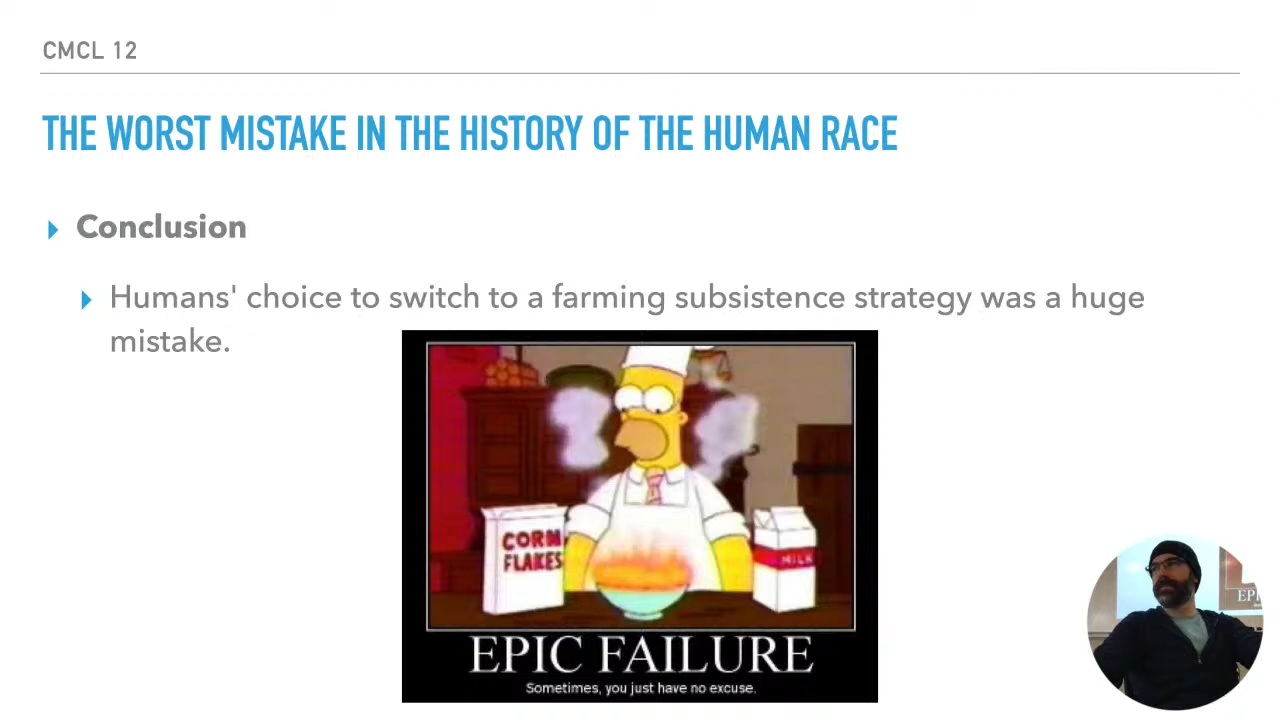 CMCL 12
THE WORST MISTAKE IN THE HISTORY OF THE HUMAN RACE
Conclusion
Humans' choice to switch to a farming subsistence strategy was a huge
mistake.
CORN
FLAKES
MILK
EPIC FAILURE
Sometimes, you just have no excuse.